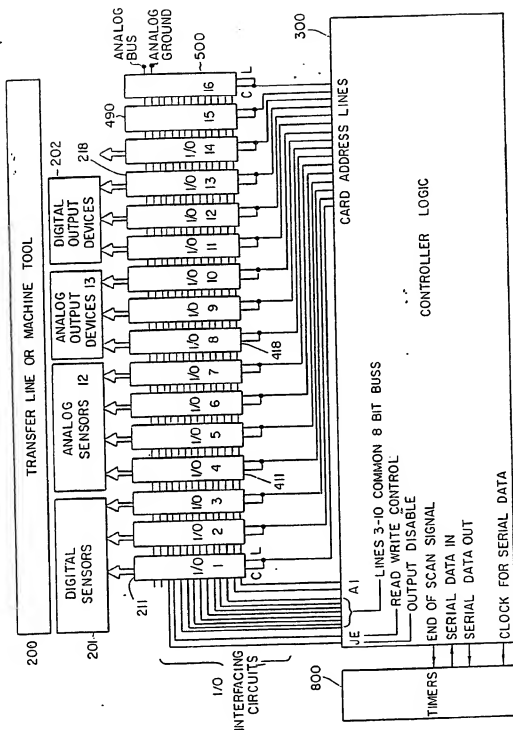 TRANSFER LINE OR MACHINE TOOL
200
DIGITAL
SENSORS
201
ANALOG
SENSORS 12
ANALOG
OUTPUT
DEVICES 13
DIGITAL
OUTPUT
DEVICES
202
ANALOG
BUS
ANALOG
GROUND
218
490
500
211
I/O
1
I/O
2
I/O
3
I/O
4
I/O
5
I/O
6
I/O
7
I/O
8
I/O
9
I/O
10
I/O
11
I/O
12
I/O
13
I/O
14
15
16
C
L
411
418
C
L
I/O
INTERFACING
CIRCUITS
300
CARD ADDRESS LINES
CONTROLLER LOGIC
A1
LINES 3-10 COMMON 8 BIT BUSS
JE
READ WRITE CONTROL
OUTPUT DISABLE
800
TIMERS
END OF SCAN SIGNAL
SERIAL DATA IN
SERIAL DATA OUT
CLOCK FOR SERIAL DATA